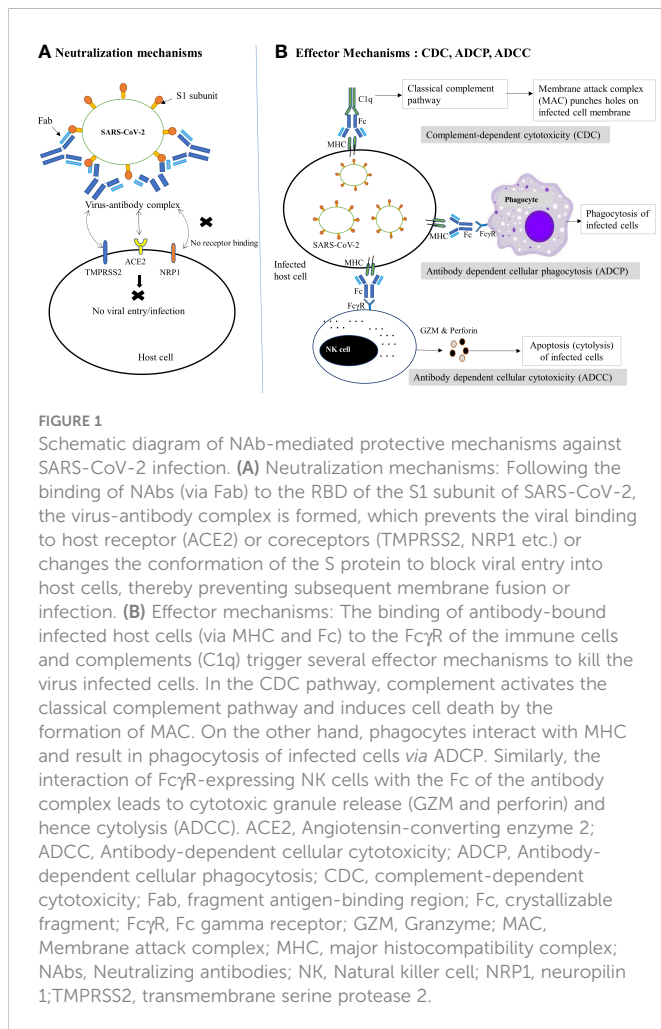 A Neutralization mechanisms
S1 subunit
Fab
SARS-CoV-2
Virus-antibody complex
No receptor binding
ACE2
TMPRSS2
NRP1
No viral entry/infection
Host cell
B Effector Mechanisms : CDC, ADCP, ADCC
C1q
Classical complement
pathway
Membrane attack complex
(MAC) punches holes on
infected cell membrane
Fc
Complement-dependent cytotoxicity (CDC)
MHC
Phagocyte
SARS-CoV-2
MHC
Fc
FcγR
Phagocytosis of
infected cells
Infected
host cell
MHC
Antibody dependent cellular phagocytosis (ADCP)
Fc
FcγR
GZM & Perforin
NK cell
Apoptosis (cytolysis)
of infected cells
Antibody dependent cellular cytotoxicity (ADCC)
FIGURE 1
Schematic diagram of NAb-mediated protective mechanisms against
SARS-CoV-2 infection. (A) Neutralization mechanisms: Following the
binding of NAbs (via Fab) to the RBD of the S1 subunit of SARS-CoV-2,
the virus-antibody complex is formed, which prevents the viral binding
to host receptor (ACE2) or coreceptors (TMPRSS2, NRP1 etc.) or
changes the conformation of the S protein to block viral entry into
host cells, thereby preventing subsequent membrane fusion or
infection. (B) Effector mechanisms: The binding of antibody-bound
infected host cells (via MHC and Fc) to the FcγR of the immune cells
and complements (C1q) trigger several effector mechanisms to kill the
virus infected cells. In the CDC pathway, complement activates the
classical complement pathway and induces cell death by the
formation of MAC. On the other hand, phagocytes interact with MHC
and result in phagocytosis of infected cells via ADCP. Similarly, the
interaction of FcγR-expressing NK cells with the Fc of the antibody
complex leads to cytotoxic granule release (GZM and perforin) and
hence cytolysis (ADCC). ACE2, Angiotensin-converting enzyme 2;
ADCC, Antibody-dependent cellular cytotoxicity; ADCP, Antibody-
dependent cellular phagocytosis; CDC, complement-dependent
cytotoxicity; Fab, fragment antigen-binding region; Fc, crystallizable
fragment; FcγR, Fc gamma receptor; GZM, Granzyme; MAC,
Membrane attack complex; MHC, major histocompatibility complex;
NAbs, Neutralizing antibodies; NK, Natural killer cell; NRP1, neuropilin
1;TMPRSS2, transmembrane serine protease 2.